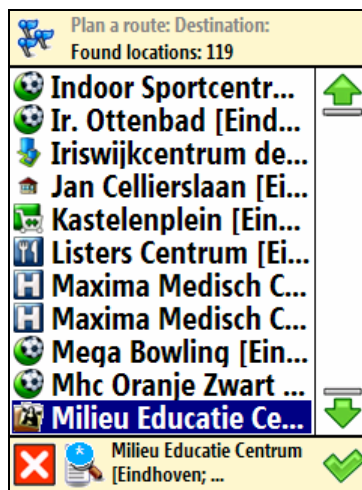 Plan a route: Destination:
Found locations: 119
Indoor Sportcentr...
Ir. Ottenbad [Eind...
Iriswijkcentrum de...
Jan Cellierslaan [Ei...
Kastelenplein [Ein...
Listers Centrum [Ei...
H Maxima Medisch C...
H Maxima Medisch C...
Mega Bowling [Ein...
Mhc Oranje Zwart ...
Milieu Educatie Ce...
Milieu Educatie Centrum
[Eindhoven; ...